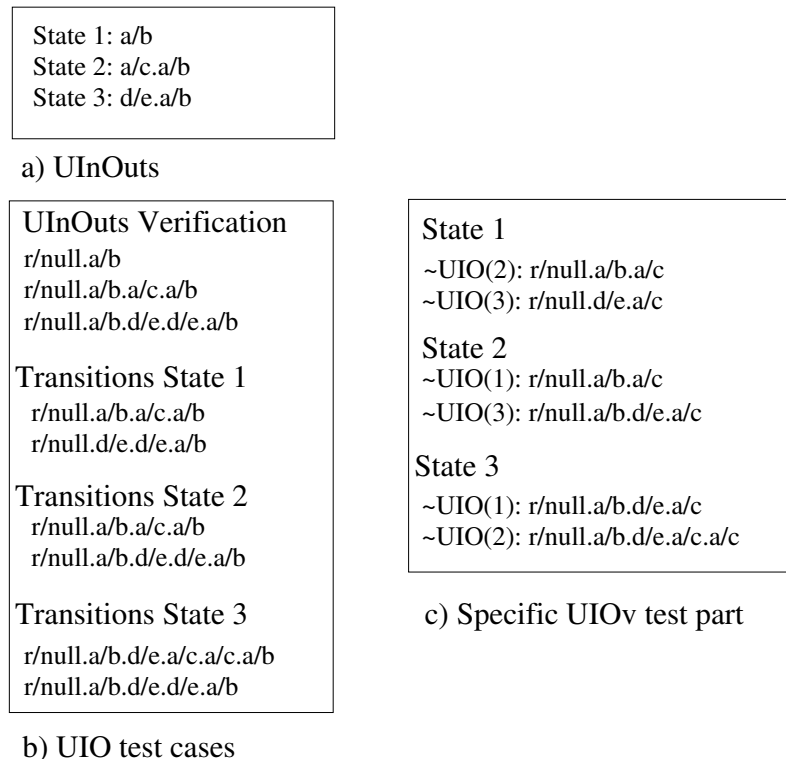 State 1: a/b
State 2: a/c.a/b
State 3: d/e.a/b
a) UInOuts
UInOuts Verification
r/null.a/b
r/null.a/b.a/c.a/b
r/null.a/b.d/e.d/e.a/b
Transitions State 1
r/null.a/b.a/c.a/b
r/null.d/e.d/e.a/b
Transitions State 2
r/null.a/b.a/c.a/b
r/null.a/b.d/e.d/e.a/b
Transitions State 3
r/null.a/b.d/e.a/c.a/c.a/b
r/null.a/b.d/e.d/e.a/b
b) UIO test cases
State 1
~UIO(2): r/null.a/b.a/c
~UIO(3): r/null.d/e.a/c
State 2
~UIO(1): r/null.a/b.a/c
~UIO(3): r/null.a/b.d/e.a/c
State 3
~UIO(1): r/null.a/b.d/e.a/c
~UIO(2): r/null.a/b.d/e.a/c.a/c
c) Specific UIOv test part